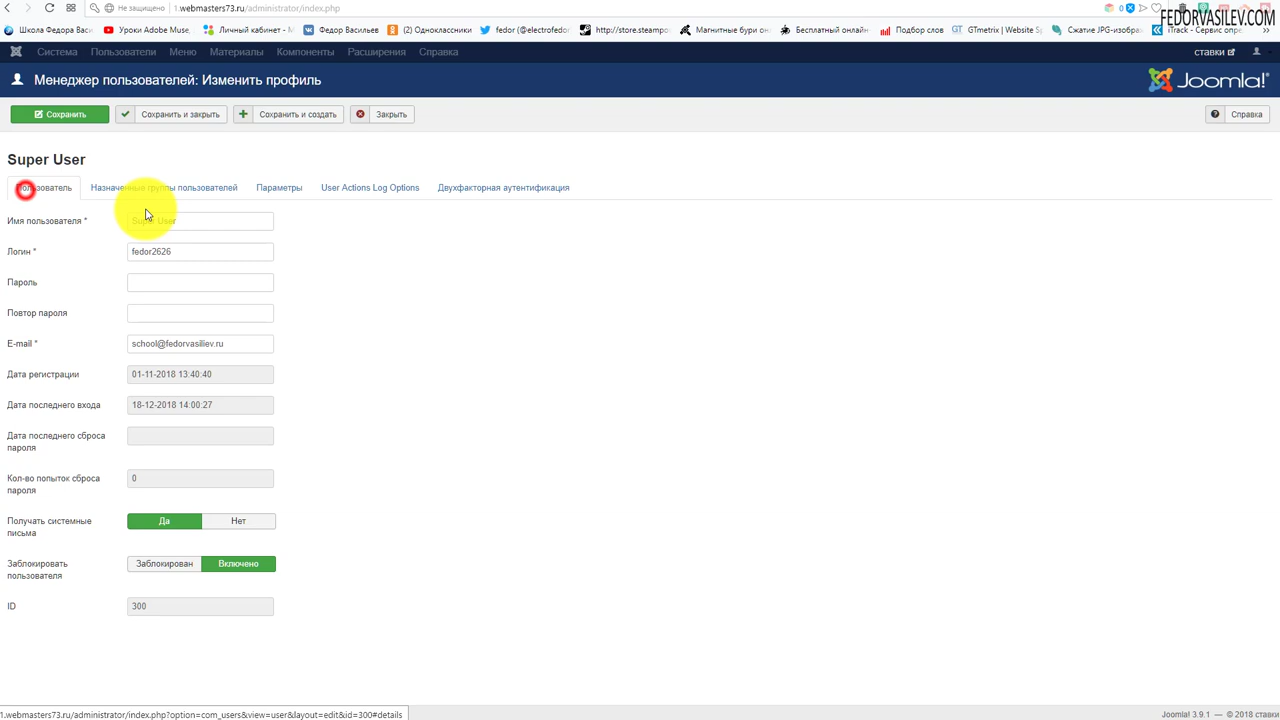 Не защищено 1.webmasters73.ru/administrator/index.php
FEDORVASILEV.COM
Школа Федора Васи. Уроки Adobe Muse, Личный кабинет - М Федор Васильев (2) Одноклассники fedor (@electrofedo http://store.steampo Магнитные бури он Бесплатный онлайн Подбор слов GTmetrix | Website Sp Сжатие JPG-изобра iTrack - Сервис опре
Система Пользователи Меню Материалы Компоненты Расширения Справка ставки
Менеджер пользователей: Изменить профиль Joomla!
Сохранить Сохранить и закрыть Сохранить и создать Закрыть Справка
Super User
Пользователь Назначенные группы пользователей Параметры User Actions Log Options Двухфакторная аутентификация
Имя пользователя * Super User
Логин * fedor2626
Пароль
Повтор пароля
E-mail * school@fedorvasiliev.ru
Дата регистрации 01-11-2018 13:40:40
Дата последнего входа 18-12-2018 14:00:27
Дата последнего сброса
пароля
Кол-во попыток сброса 0
пароля
Получать системные Да Нет
письма
Заблокировать Заблокирован Включено
пользователя
ID 300
1.webmasters73.ru/administrator/index.php?option=com_users&view=user&layout=edit&id=300#details Joomla! 3.9.1 — © 2018 ставки